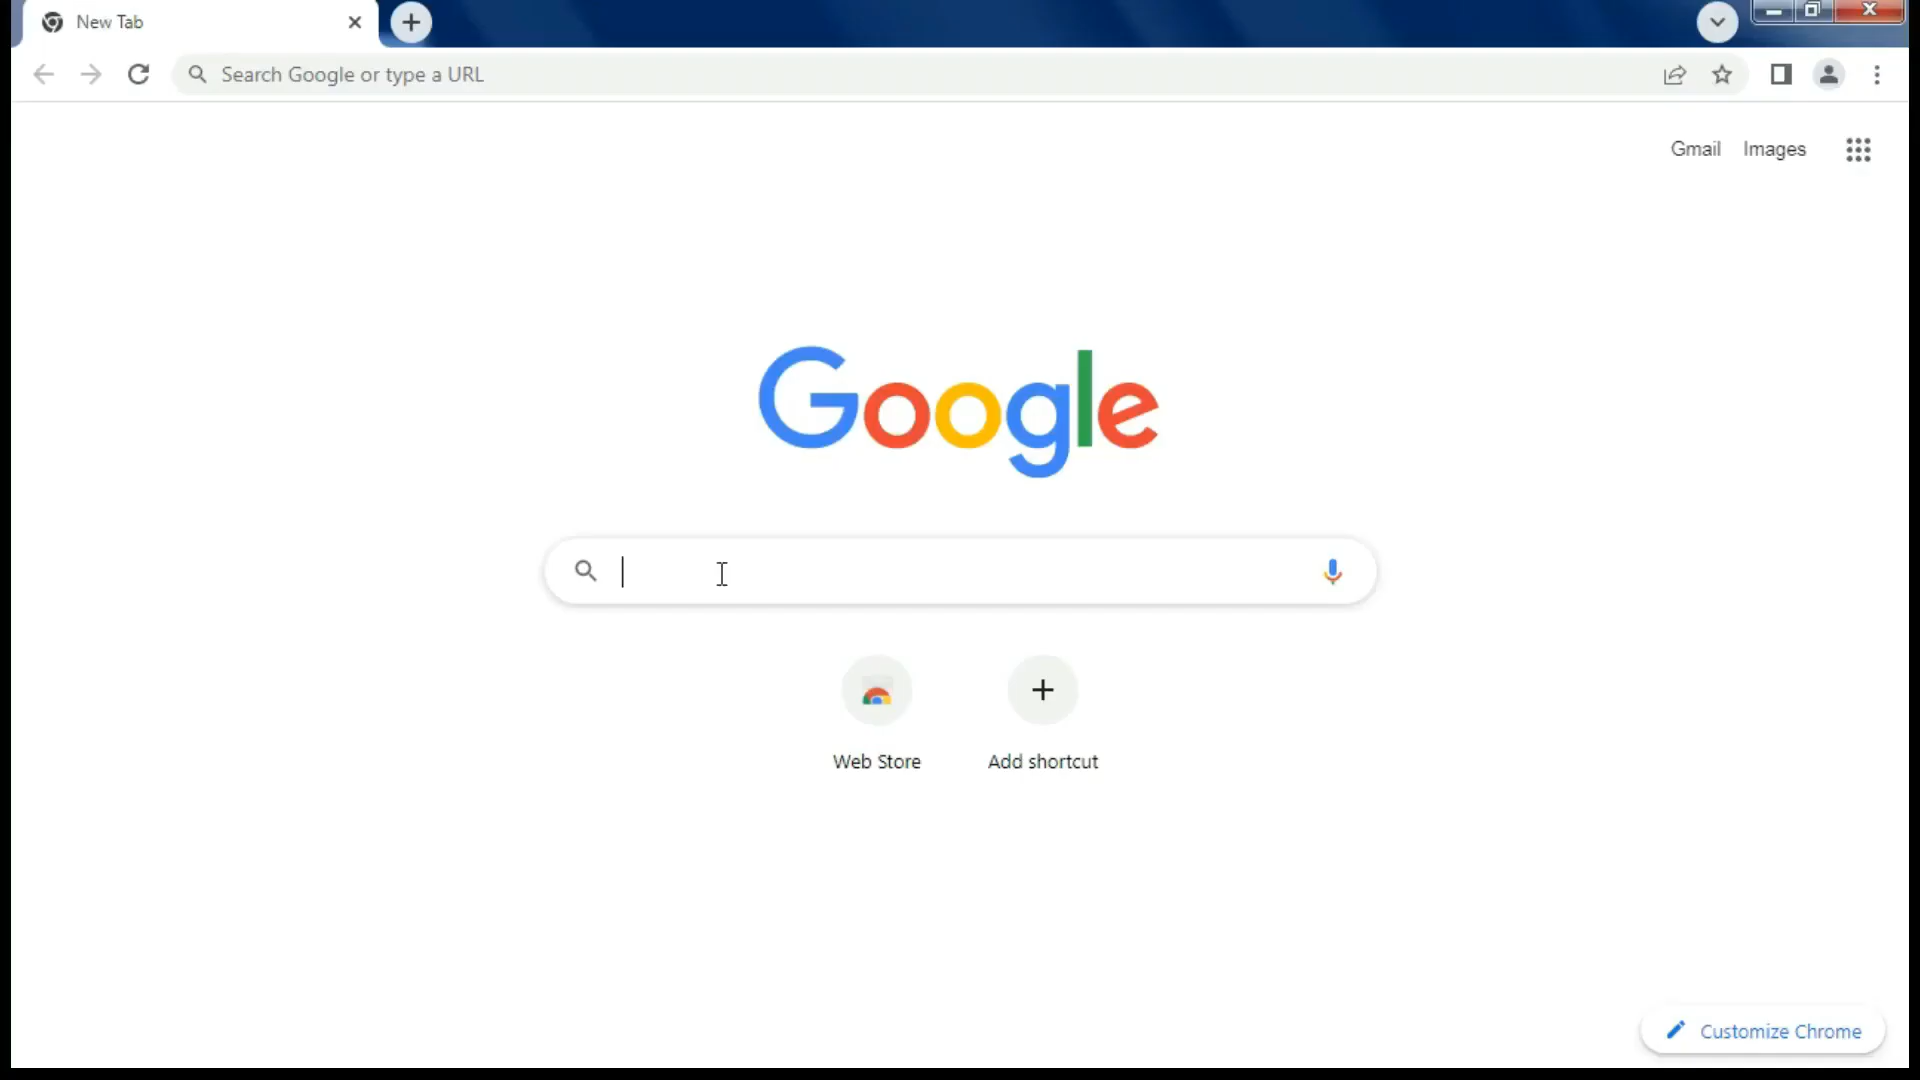 New Tab
Search Google or type a URL
Gmail Images
Google
Web Store Add shortcut
Customize Chrome